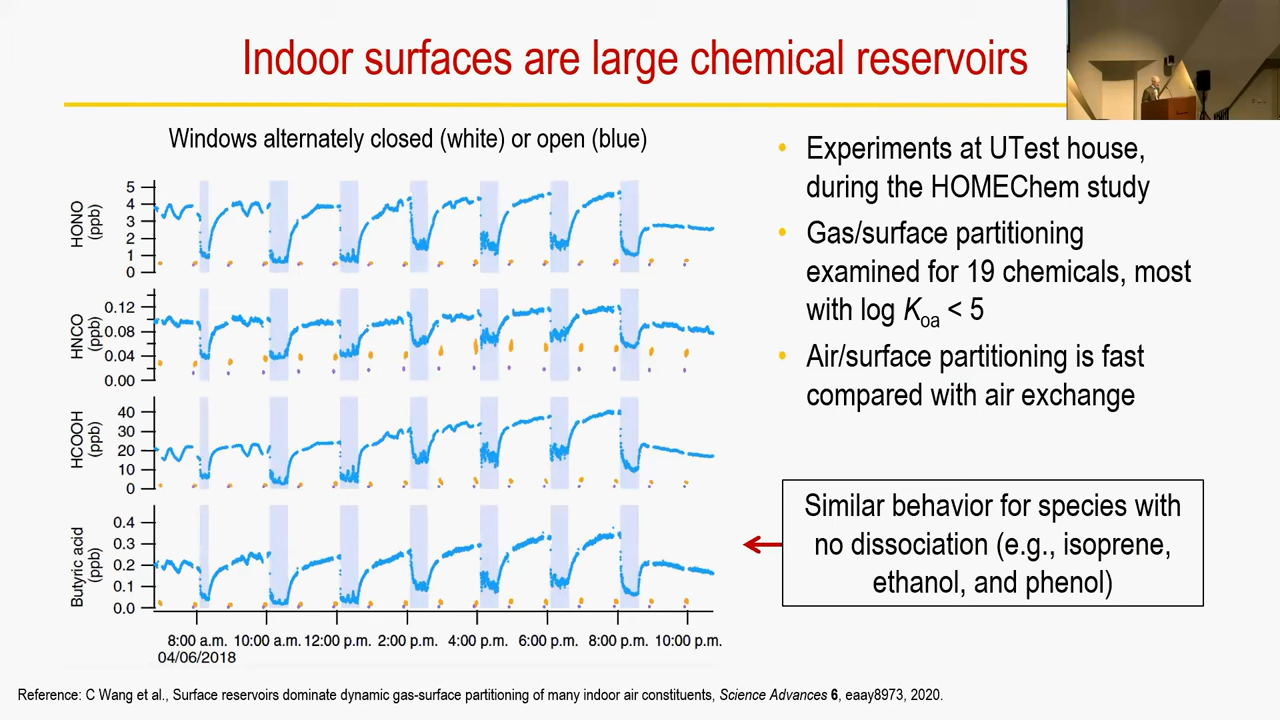 Indoor surfaces are large chemical reservoirs
Windows alternately closed (white) or open (blue)
HONO
(ppb)
5
4
3
2
1
0
HNCO
(ppb)
0.12
0.08
0.04
0.00
HCOOH
(ppb)
40
30
20
10
0
Butyric acid
(ppb)
0.4
0.3
0.2
0.1
0.0
8:00 a.m. 10:00 a.m. 12:00 p.m. 2:00 p.m. 4:00 p.m. 6:00 p.m. 8:00 p.m. 10:00 p.m.
04/06/2018
• Experiments at UTest house,
during the HOMEChem study
• Gas/surface partitioning
examined for 19 chemicals, most
with log Koa < 5
• Air/surface partitioning is fast
compared with air exchange
Similar behavior for species with
no dissociation (e.g., isoprene,
ethanol, and phenol)
Reference: C Wang et al., Surface reservoirs dominate dynamic gas-surface partitioning of many indoor air constituents, Science Advances 6, eaay8973, 2020.